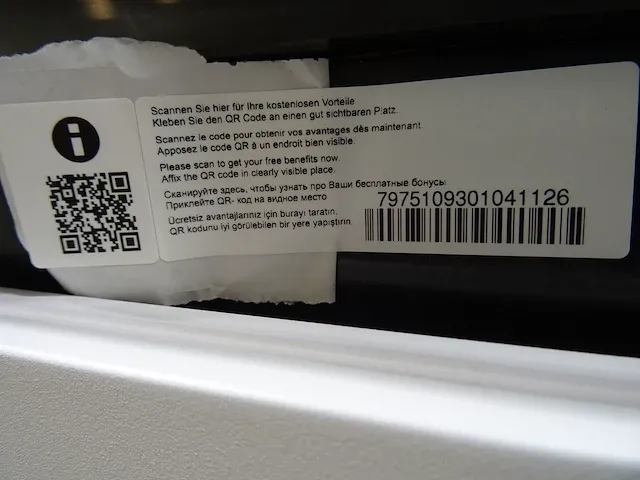 i
Scannen Sie hier für Ihre kostenlosen Vorteile
Kleben Sie den QR Code an einen gut sichtbaren Platz.
Scannez le code pour obtenir vos avantages dès maintenant.
Apposez le code QR à un endroit bien visible.
Please scan to get your free benefits now.
Affix the QR code in clearly visible place.
Сканируйте здесь, чтобы узнать про Ваши бесплатные бонусы
Приклейте QR- код на видное место
Ücretsiz avantajlarınız için burayı taratın.
QR kodunu iyi görülebilen bir yere yapıştırın.
7975109301041126